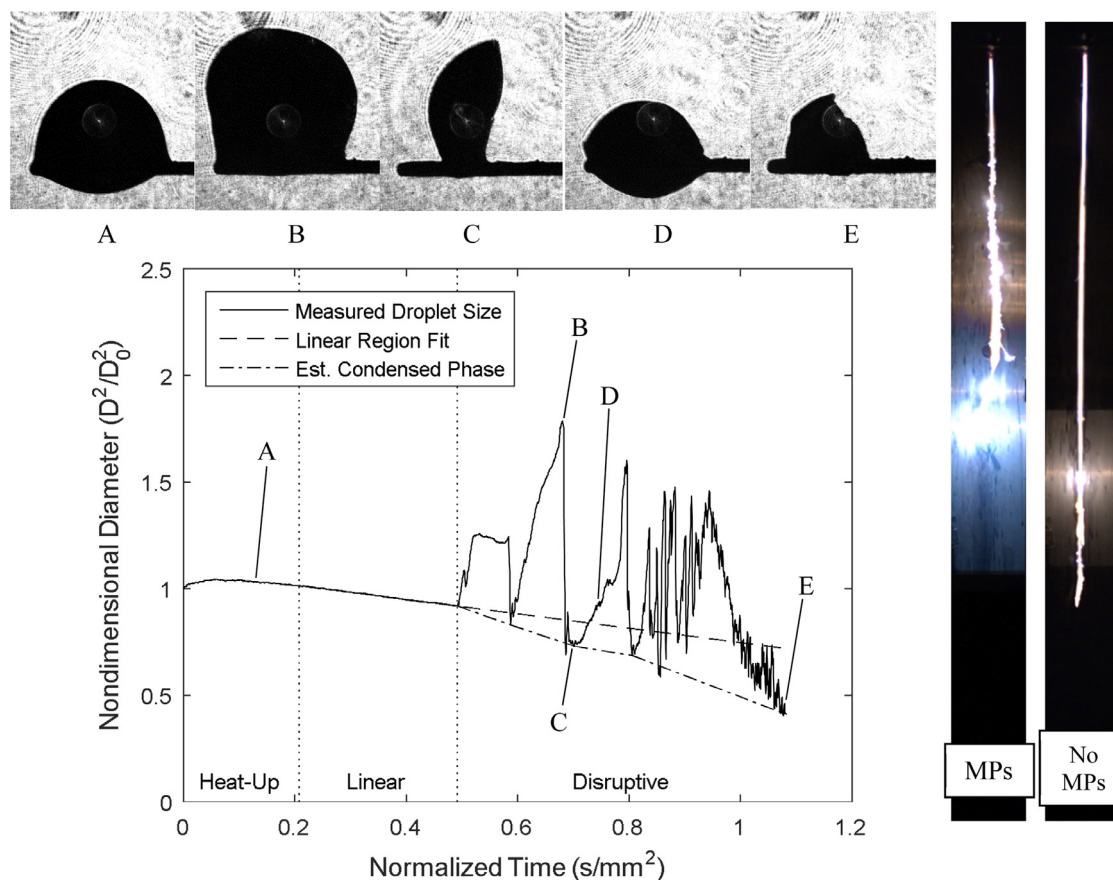 A B C D E
MPs
No
MPs
Nondimensional Diameter (D²/D₀²)
2.5
2
1.5
1
0.5
0
Measured Droplet Size
Linear Region Fit
Est. Condensed Phase
A
B
D
C
E
Heat-Up Linear Disruptive
0 0.2 0.4 0.6 0.8 1 1.2
Normalized Time (s/mm²)